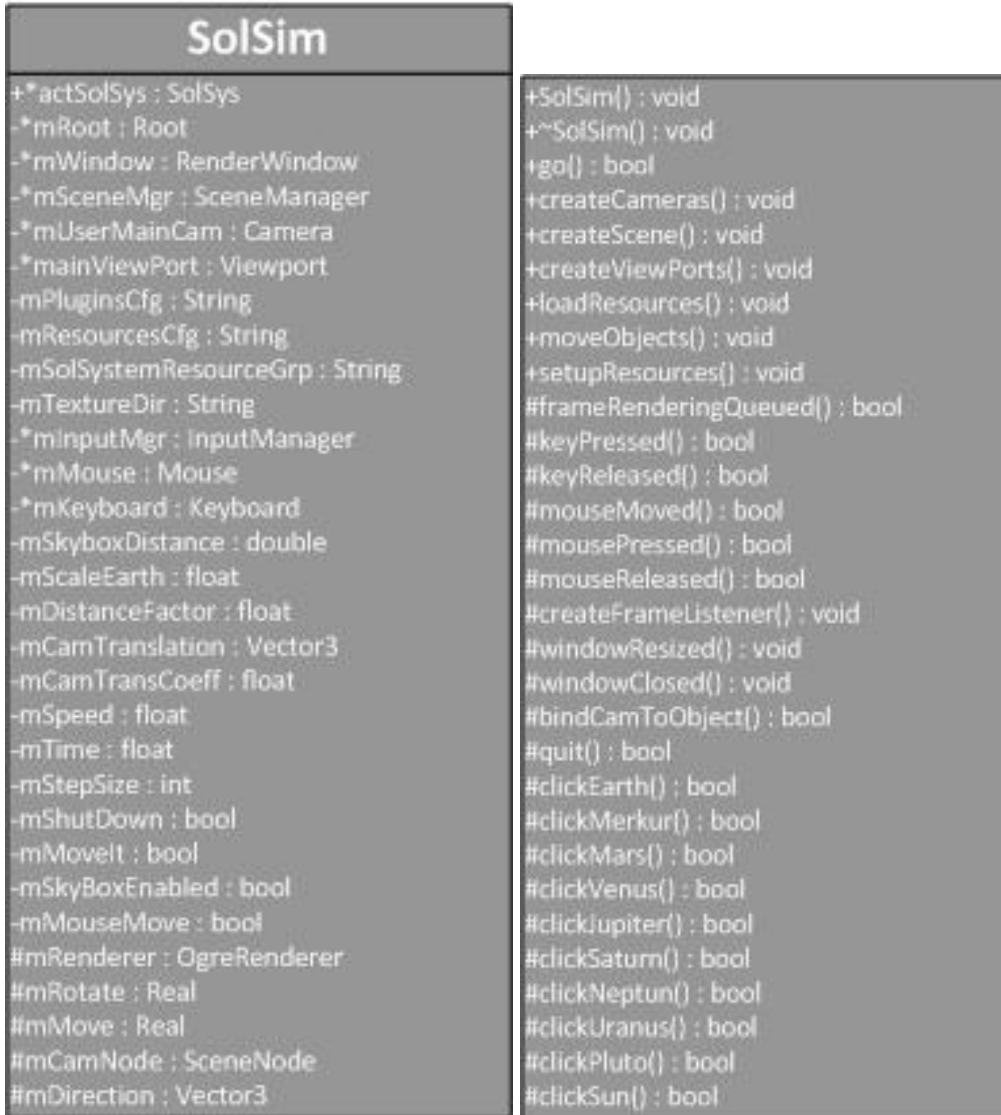 SolSim
+*actSolSys : SolSys
-*mRoot : Root
-*mWindow : RenderWindow
-*mSceneMgr : SceneManager
-*mUserMainCam : Camera
-*mainViewPort : Viewport
-mPluginsCfg : String
-mResourcesCfg : String
-mSolSystemResourceGrp : String
-mTextureDir : String
-*mInputMgr : InputManager
-*mMouse : Mouse
-*mKeyboard : Keyboard
-mSkyboxDistance : double
-mScaleEarth : float
-mDistanceFactor : float
-mCamTranslation : Vector3
-mCamTransCoeff : float
-mSpeed : float
-mTime : float
-mStepSize : int
-mShutDown : bool
-mMoveIt : bool
-mSkyBoxEnabled : bool
-mMouseMove : bool
#mRenderer : OgreRenderer
#mRotate : Real
#mMove : Real
#mCamNode : SceneNode
#mDirection : Vector3
+SolSim() : void
+~SolSim() : void
+go() : bool
+createCameras() : void
+createScene() : void
+createViewPorts() : void
+loadResources() : void
+moveObjects() : void
+setupResources() : void
#frameRenderingQueued() : bool
#keyPressed() : bool
#keyReleased() : bool
#mouseMoved() : bool
#mousePressed() : bool
#mouseReleased() : bool
#createFrameListener() : void
#windowResized() : void
#windowClosed() : void
#bindCamToObject() : bool
#quit() : bool
#clickEarth() : bool
#clickMerkur() : bool
#clickMars() : bool
#clickVenus() : bool
#clickJupiter() : bool
#clickSaturn() : bool
#clickNeptun() : bool
#clickUranus() : bool
#clickPluto() : bool
#clickSun() : bool